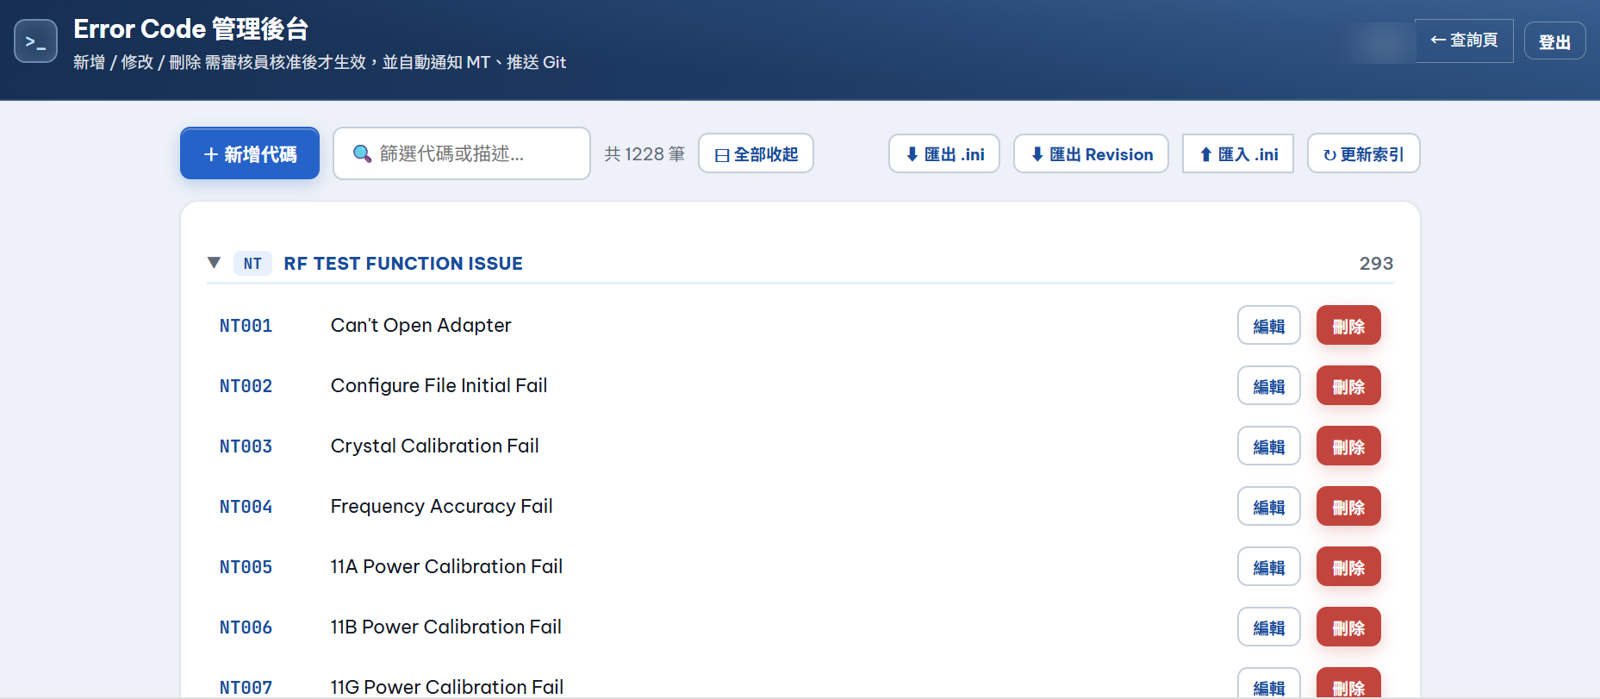 >_
Error Code 管理後台
新增 / 修改 / 刪除 需審核員核准後才生效，並自動通知 MT、推送 Git
← 查詢頁
登出
＋ 新增代碼
🔍 篩選代碼或描述...
共 1228 筆
⊟ 全部收起
⬇ 匯出 .ini
⬇ 匯出 Revision
⬆ 匯入 .ini
↻ 更新索引
▼ NT RF TEST FUNCTION ISSUE 293
NT001 Can't Open Adapter 編輯 刪除
NT002 Configure File Initial Fail 編輯 刪除
NT003 Crystal Calibration Fail 編輯 刪除
NT004 Frequency Accuracy Fail 編輯 刪除
NT005 11A Power Calibration Fail 編輯 刪除
NT006 11B Power Calibration Fail 編輯 刪除
NT007 11G Power Calibration Fail 編輯 刪除